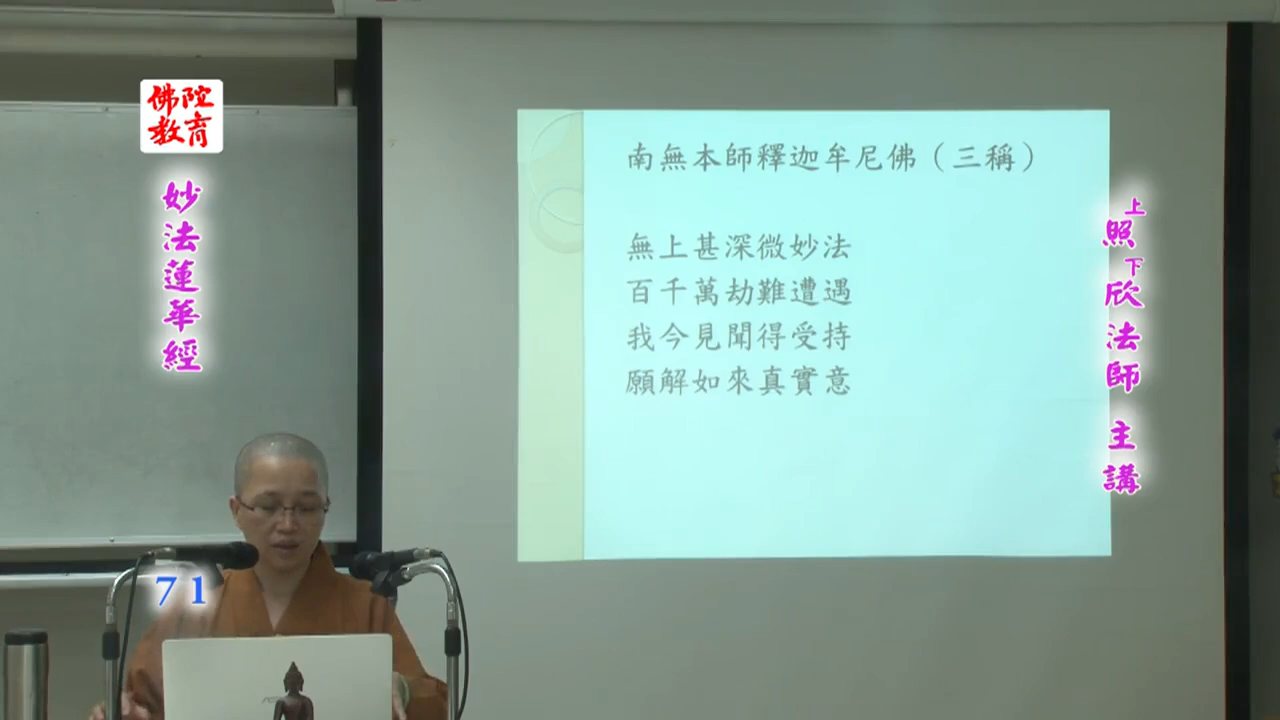 佛陀
教育
妙法蓮華經
71
南無本師釋迦牟尼佛（三稱）
無上甚深微妙法
百千萬劫難遭遇
我今見聞得受持
願解如來真實意
上照下欣法師 主講